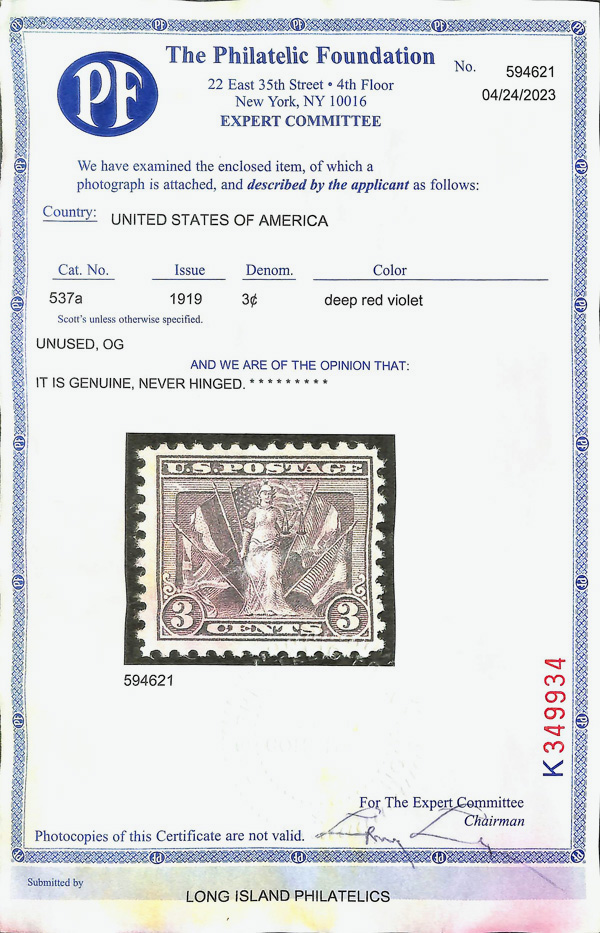 PF
The Philatelic Foundation
22 East 35th Street • 4th Floor
New York, NY 10016
EXPERT COMMITTEE
No. 594621
04/24/2023
We have examined the enclosed item, of which a
photograph is attached, and described by the applicant as follows:
Country: UNITED STATES OF AMERICA
Cat. No. Issue Denom. Color
537a 1919 3¢ deep red violet
Scott's unless otherwise specified.
UNUSED, OG
AND WE ARE OF THE OPINION THAT:
IT IS GENUINE, NEVER HINGED. * * * * * * * * *
U.S. POSTAGE
3 CENTS 3
594621
K349934
For The Expert Committee
Chairman
Photocopies of this Certificate are not valid.
Submitted by
LONG ISLAND PHILATELICS